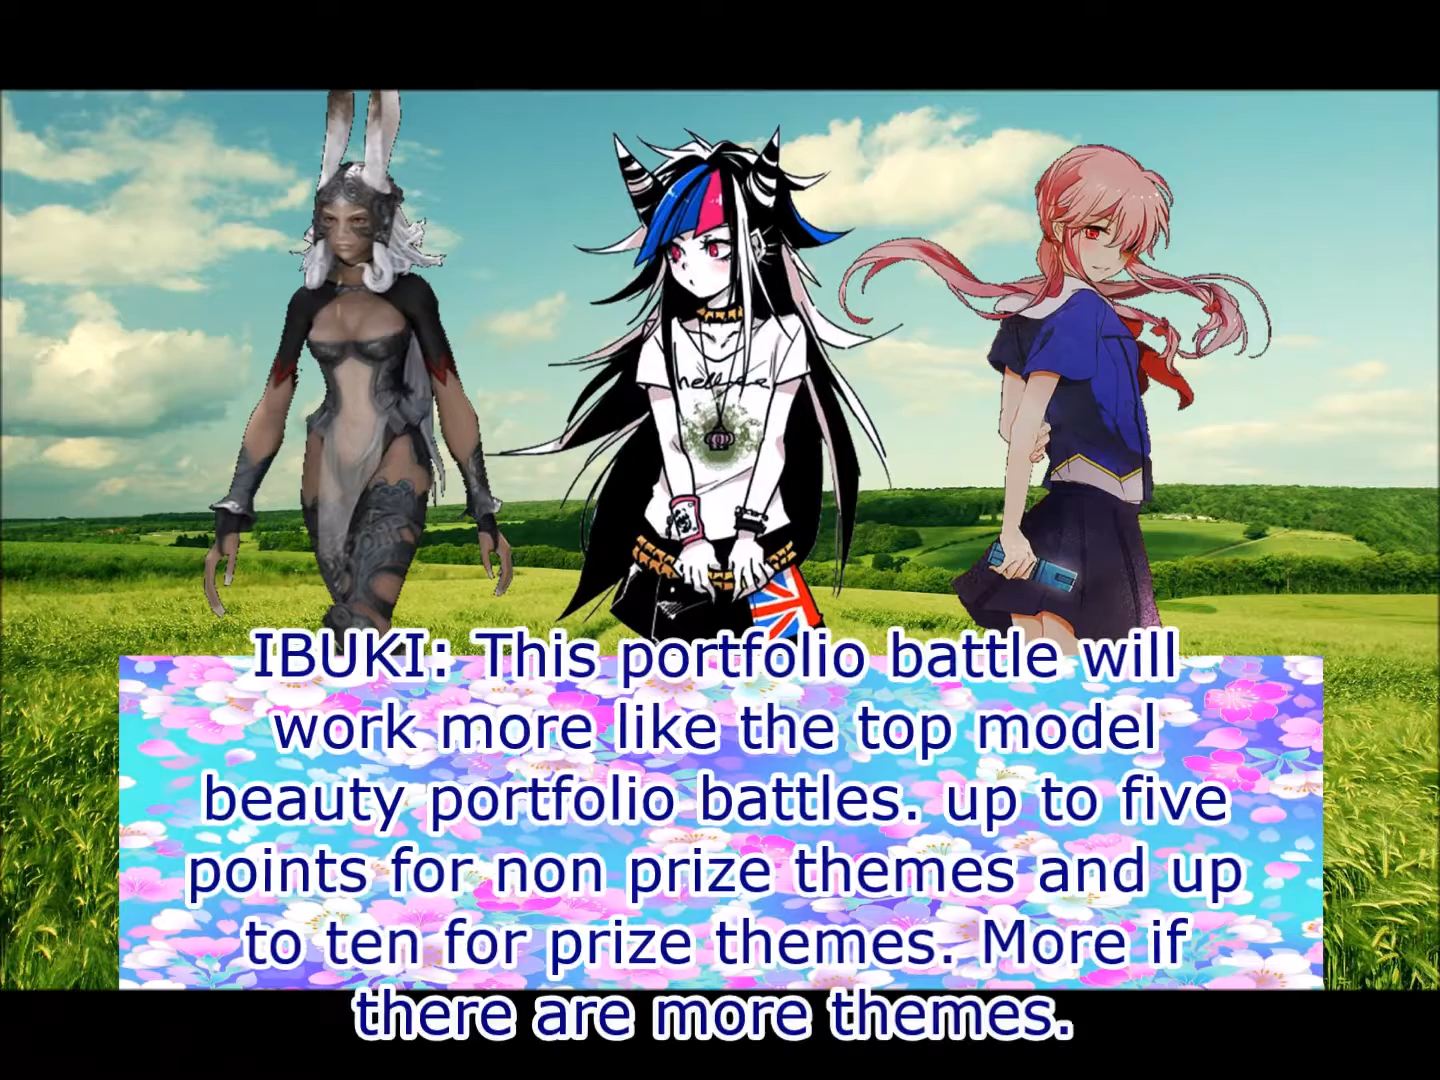 IBUKI: This portfolio battle will
work more like the top model
beauty portfolio battles. up to five
points for non prize themes and up
to ten for prize themes. More if
there are more themes.